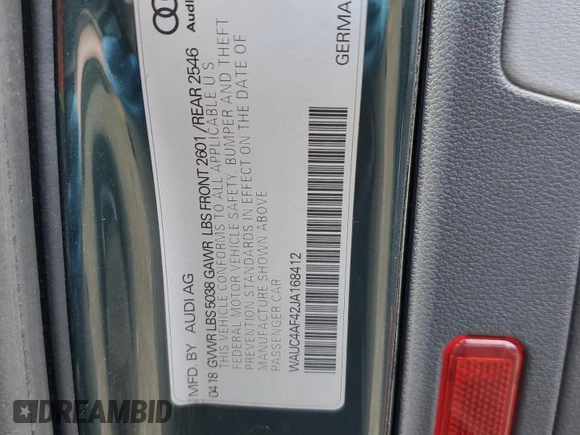 Audi
GERMA
MFD. BY AUDI AG
0418 GVWR LBS 5038 GAWR LBS FRONT 2601 /REAR 2546
THIS VEHICLE CONFORMS TO ALL APPLICABLE U S
FEDERAL MOTOR VEHICLE SAFETY, BUMPER AND THEFT
PREVENTION STANDARDS IN EFFECT ON THE DATE OF
MANUFACTURE SHOWN ABOVE
PASSENGER CAR
WAUC4AF42JA168412
DREAMBID